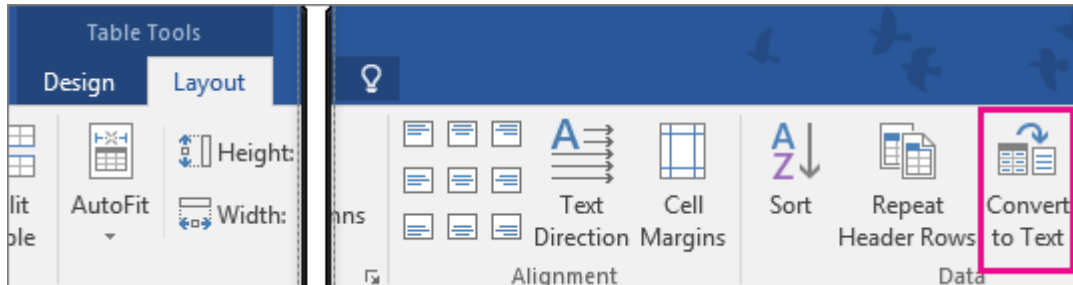 Table Tools
Design Layout
Height:
Width:
lit
AutoFit
Text
Direction
Cell
Margins
Sort
Repeat
Header Rows
Convert
to Text
Alignment
Data